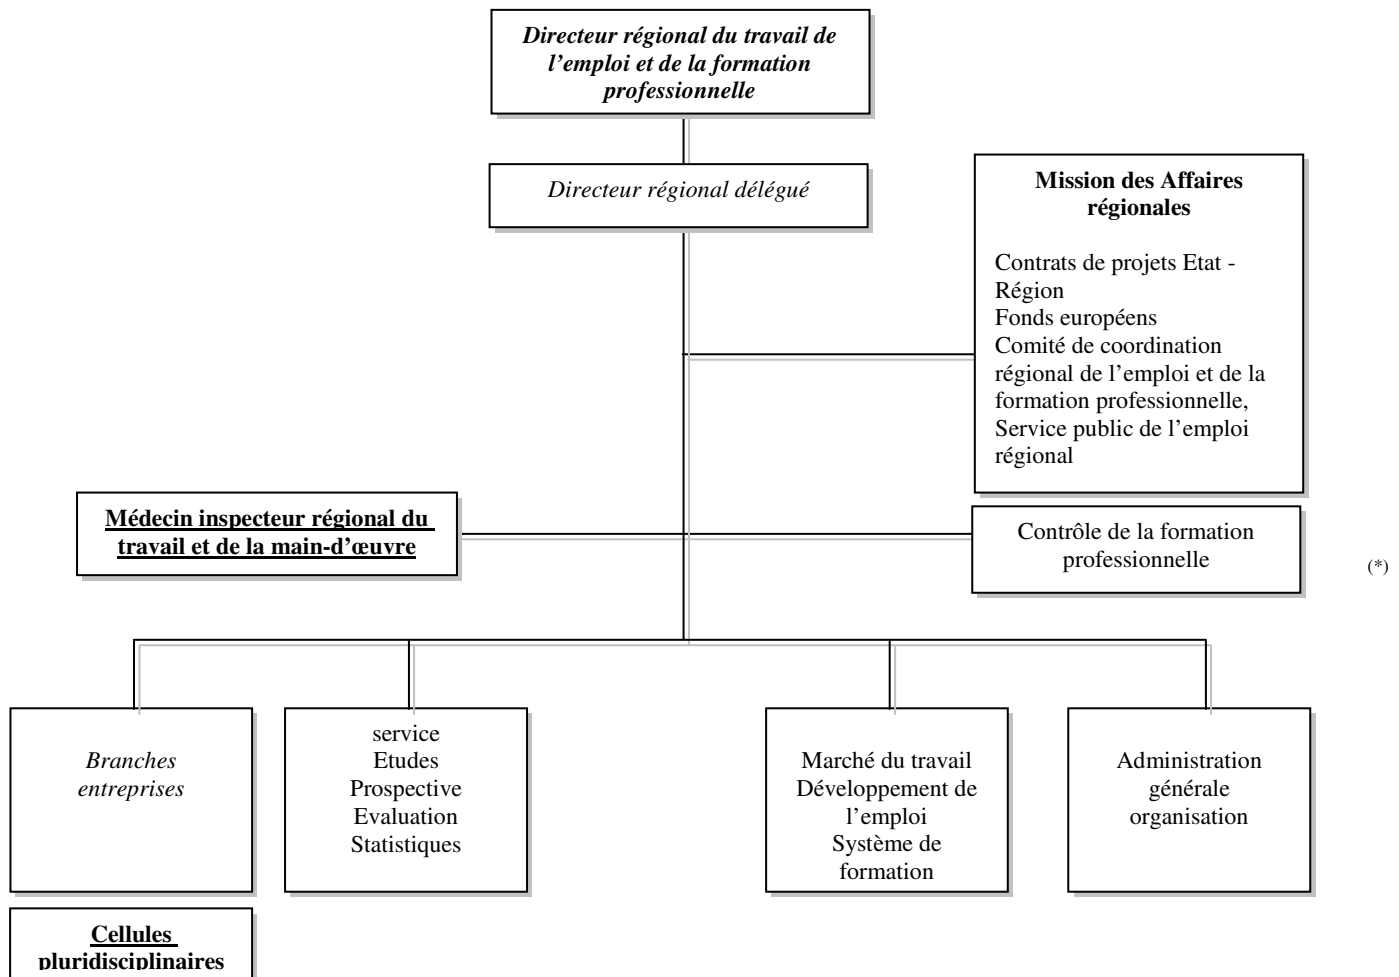 Directeur régional du travail de
l’emploi et de la formation
professionnelle
Directeur régional délégué
Mission des Affaires
régionales
Contrats de projets Etat -
Région
Fonds européens
Comité de coordination
régional de l’emploi et de la
formation professionnelle,
Service public de l’emploi
régional
Médecin inspecteur régional du
travail et de la main-d’œuvre
Contrôle de la formation
professionnelle
(*)
Branches
entreprises
service
Etudes
Prospective
Evaluation
Statistiques
Marché du travail
Développement de
l’emploi
Système de
formation
Administration
générale
organisation
Cellules
pluridisciplinaires